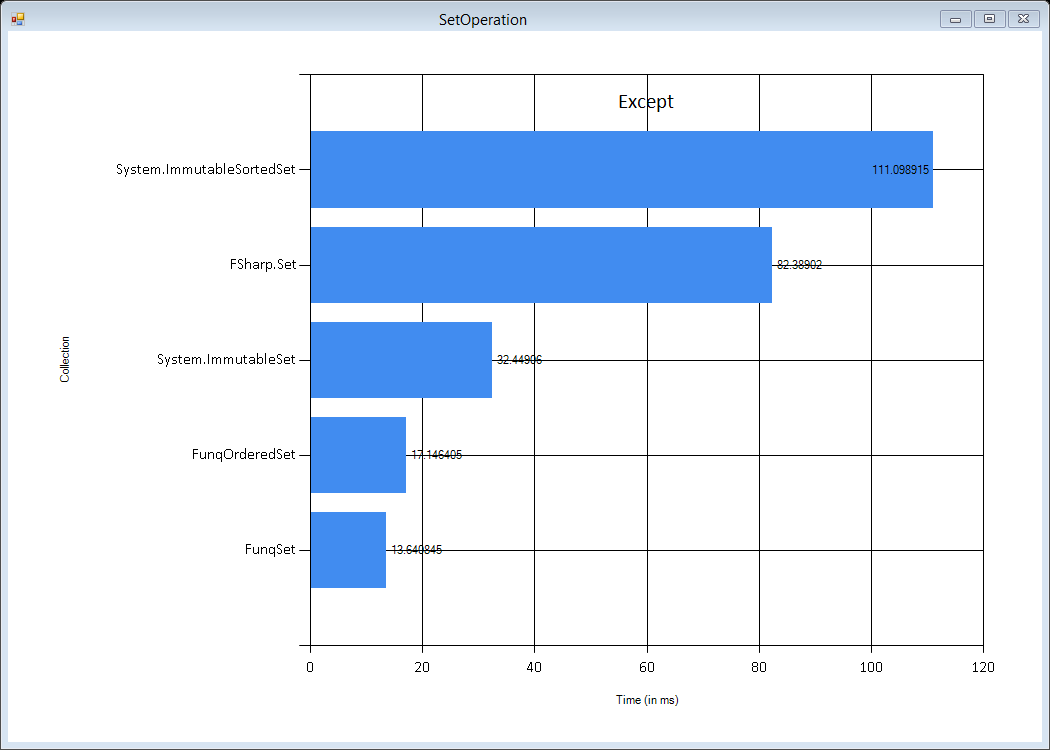 SetOperation
Except
System.ImmutableSortedSet
111.098915
FSharp.Set
82.38902
System.ImmutableSet
32.44906
FunqOrderedSet
17.146405
FunqSet
13.640845
Collection
0 20 40 60 80 100 120
Time (in ms)